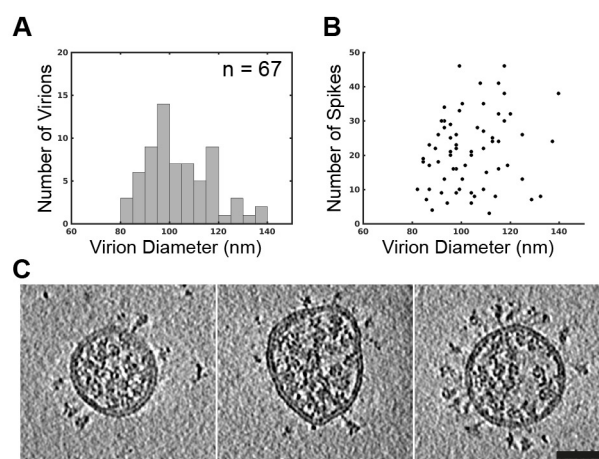 A
B
20
15
10
5
0
60
80
100
120
140
Number of Virions
Virion Diameter (nm)
n = 67
50
40
30
20
10
0
60
80
100
120
140
Number of Spikes
Virion Diameter (nm)
C